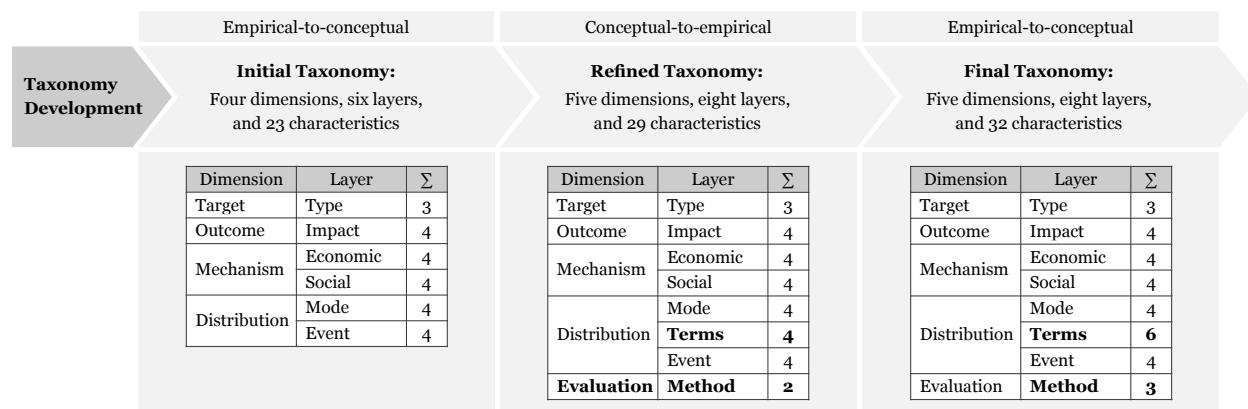 Empirical-to-conceptual
Conceptual-to-empirical
Empirical-to-conceptual
Taxonomy
Development
Initial Taxonomy:
Four dimensions, six layers,
and 23 characteristics
Refined Taxonomy:
Five dimensions, eight layers,
and 29 characteristics
Final Taxonomy:
Five dimensions, eight layers,
and 32 characteristics
Dimension Layer Σ
Target Type 3
Outcome Impact 4
Mechanism Economic 4
Social 4
Distribution Mode 4
Event 4
Dimension Layer Σ
Target Type 3
Outcome Impact 4
Mechanism Economic 4
Social 4
Distribution Mode 4
Terms 4
Event 4
Evaluation Method 2
Dimension Layer Σ
Target Type 3
Outcome Impact 4
Mechanism Economic 4
Social 4
Distribution Mode 4
Terms 6
Event 4
Evaluation Method 3